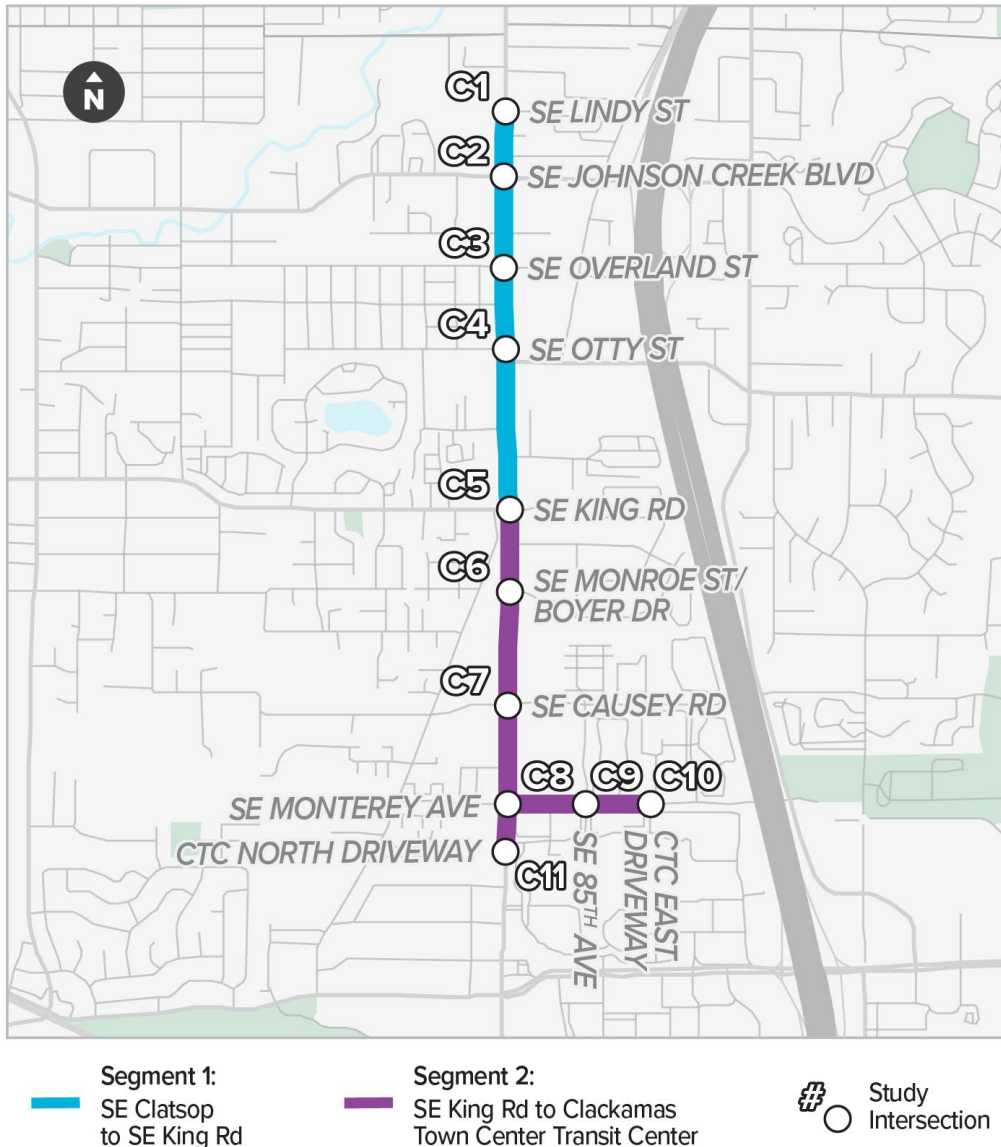 N
C1
SE LINDY ST
C2
SE JOHNSON CREEK BLVD
C3
SE OVERLAND ST
C4
SE OTTY ST
C5
SE KING RD
C6
SE MONROE ST/
BOYER DR
C7
SE CAUSEY RD
SE MONTEREY AVE
C8
C9
C10
CTC NORTH DRIVEWAY
C11
SE 85TH AVE
CTC EAST
DRIVEWAY
Segment 1:
SE Clatsop
to SE King Rd
Segment 2:
SE King Rd to Clackamas
Town Center Transit Center
#
Study
Intersection